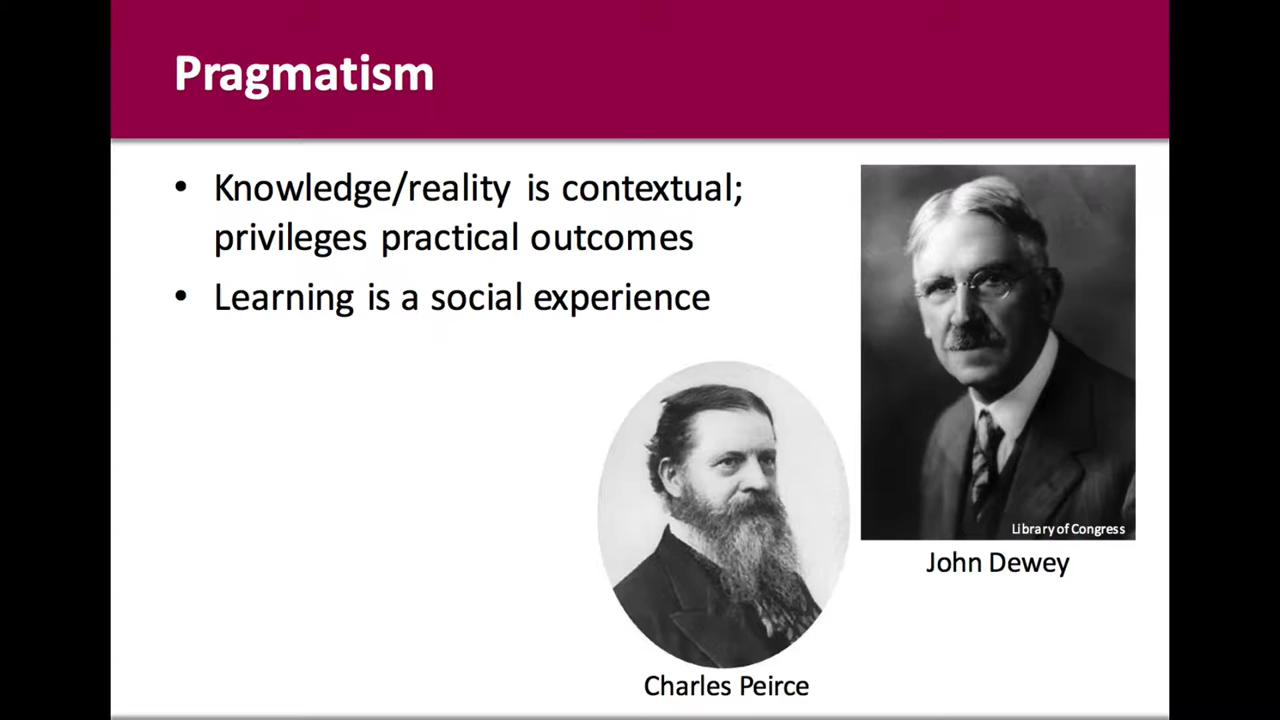 Pragmatism
• Knowledge/reality is contextual;
privileges practical outcomes
• Learning is a social experience
Library of Congress
John Dewey
Charles Peirce